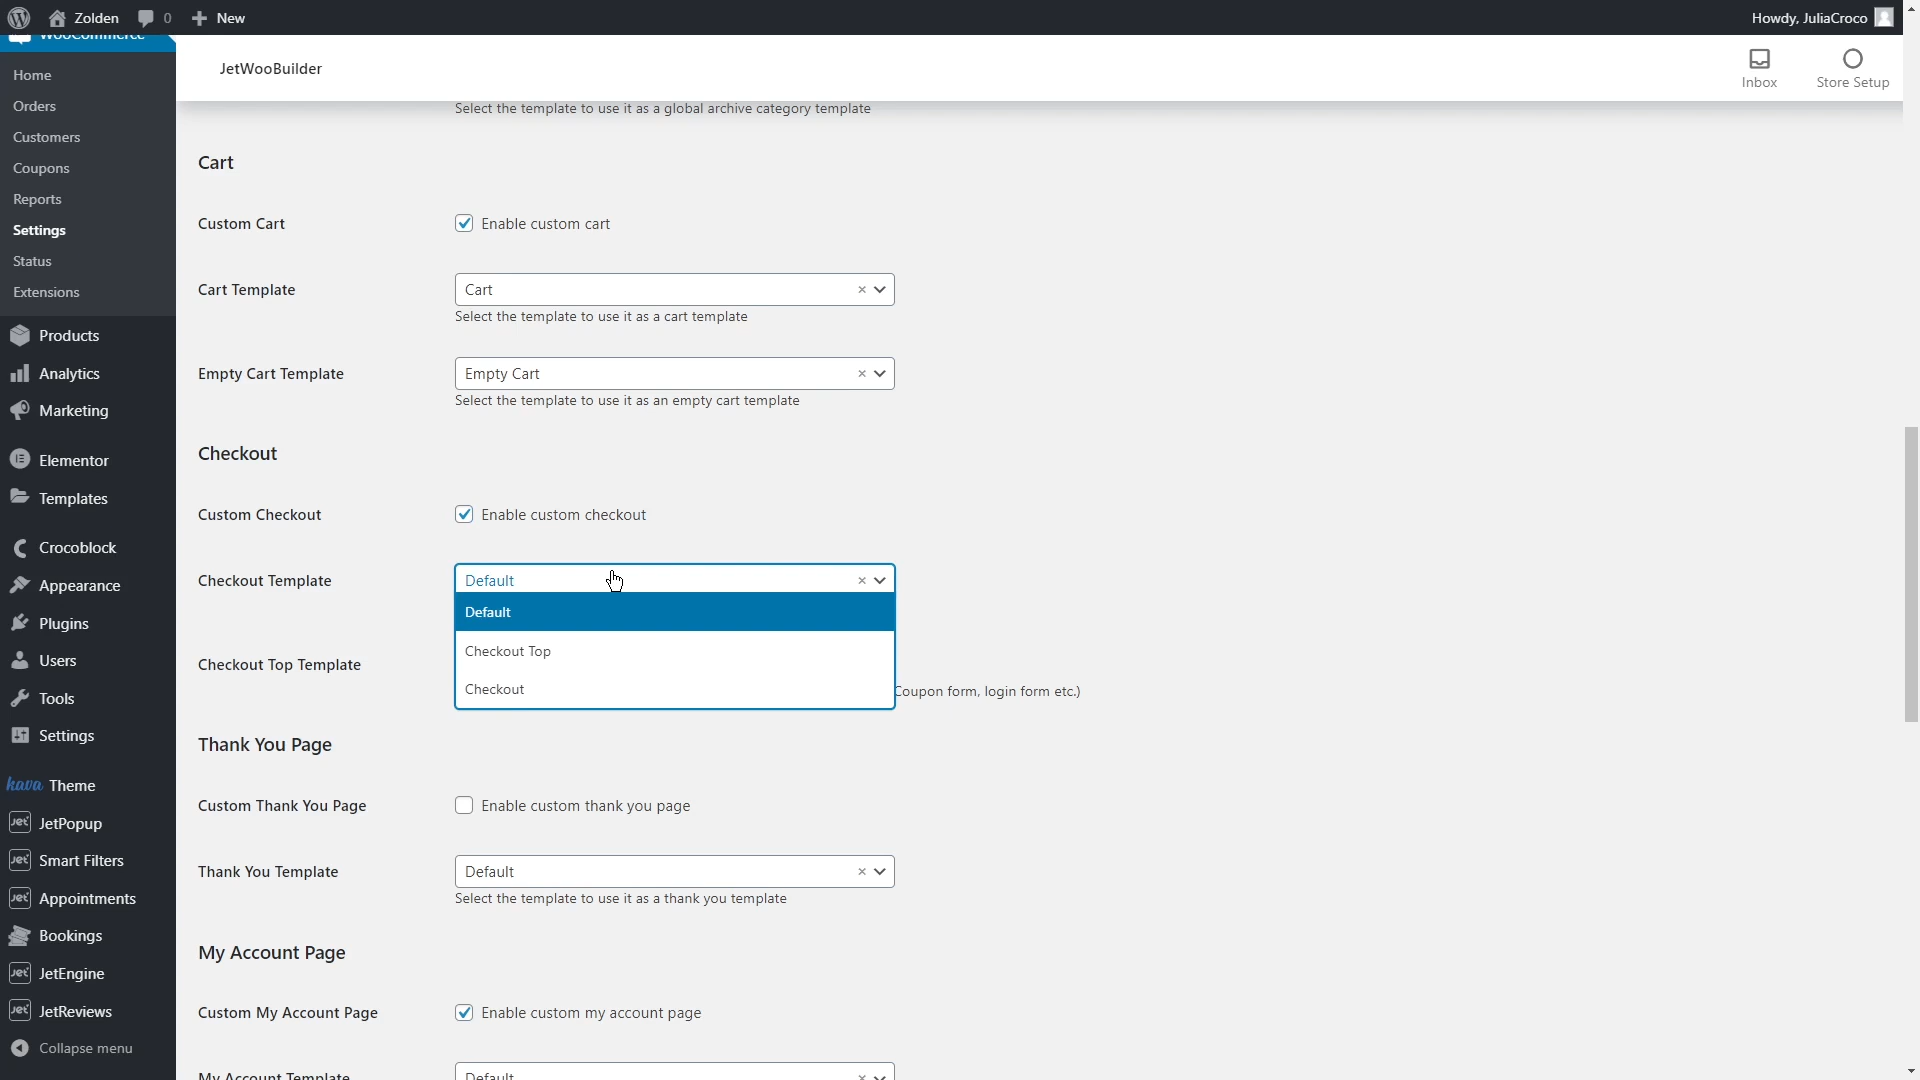 Zolden
0
New
Howdy, JuliaCroco
WooCommerce
Home
Orders
Customers
Coupons
Reports
Settings
Status
Extensions
Products
Analytics
Marketing
Elementor
Templates
Crocoblock
Appearance
Plugins
Users
Tools
Settings
kava Theme
Jet JetPopup
Jet Smart Filters
Jet Appointments
Bookings
Jet JetEngine
Jet JetReviews
Collapse menu
JetWooBuilder
Inbox
Store Setup
Select the template to use it as a global archive category template
Cart
Custom Cart
Enable custom cart
Cart Template
Cart
×
Select the template to use it as a cart template
Empty Cart Template
Empty Cart
×
Select the template to use it as an empty cart template
Checkout
Custom Checkout
Enable custom checkout
Checkout Template
Default
×
Default
Checkout Top
Checkout
Checkout Top Template
Coupon form, login form etc.)
Thank You Page
Custom Thank You Page
Enable custom thank you page
Thank You Template
Default
×
Select the template to use it as a thank you template
My Account Page
Custom My Account Page
Enable custom my account page
My Account Template
Default
×